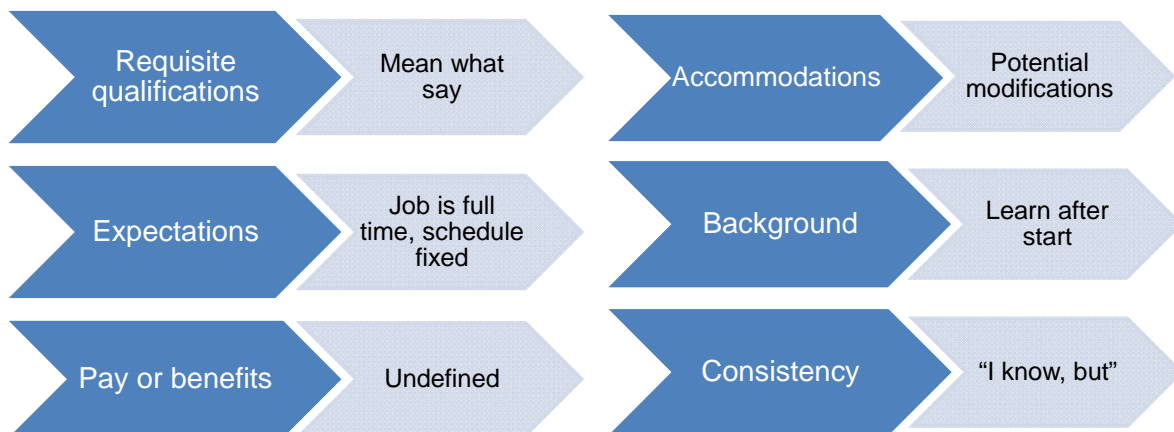 Requisite
qualifications
Mean what
say
Accommodations
Potential
modifications
Expectations
Job is full
time, schedule
fixed
Background
Learn after
start
Pay or benefits
Undefined
Consistency
“I know, but”